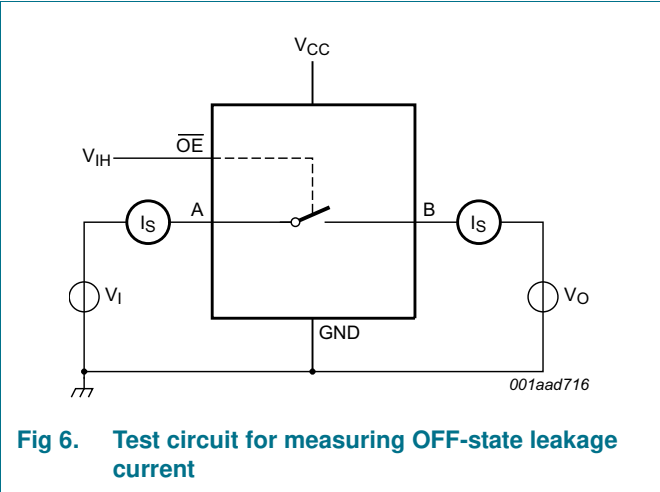 VCC
OE
VIH
IS
A
B
IS
VI
VO
GND
001aad716
Fig 6. Test circuit for measuring OFF-state leakage
current